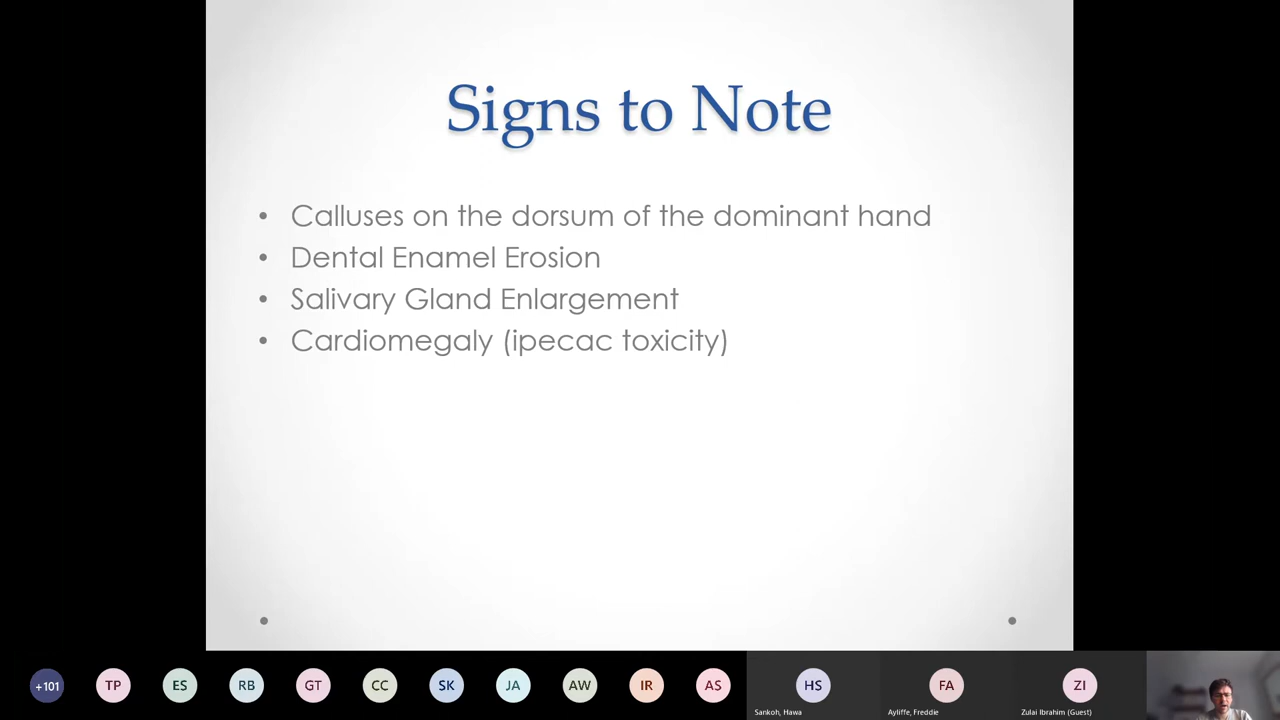 Signs to Note
• Calluses on the dorsum of the dominant hand
• Dental Enamel Erosion
• Salivary Gland Enlargement
• Cardiomegaly (ipecac toxicity)
+101 TP ES RB GT CC SK JA AW IR AS HS FA ZI
Sankoh, Hawa Ayliffe, Freddie Zulai Ibrahim (Guest)